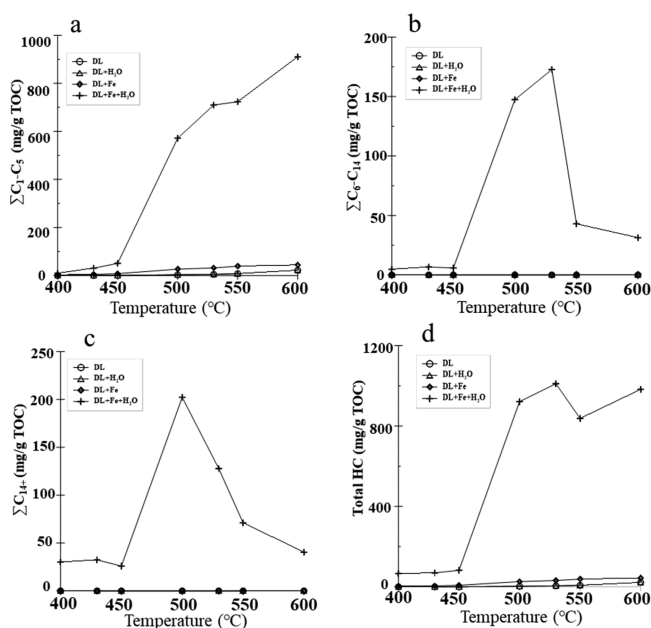 a
1000
800
600
400
200
0
400
450
500
550
600
∑C₁-C₅ (mg/g TOC)
Temperature (℃)
DL
DL+H₂O
DL+Fe
DL+Fe+H₂O
b
200
150
100
50
0
400
450
500
550
600
∑C₆-C₁₄ (mg/g TOC)
Temperature (℃)
DL
DL+H₂O
DL+Fe
DL+Fe+H₂O
c
250
200
150
100
50
0
400
450
500
550
600
∑C₁₄₊ (mg/g TOC)
Temperature (℃)
DL
DL+H₂O
DL+Fe
DL+Fe+H₂O
d
1200
800
400
0
400
450
500
550
600
Total HC (mg/g TOC)
Temperature (℃)
DL
DL+H₂O
DL+Fe
DL+Fe+H₂O